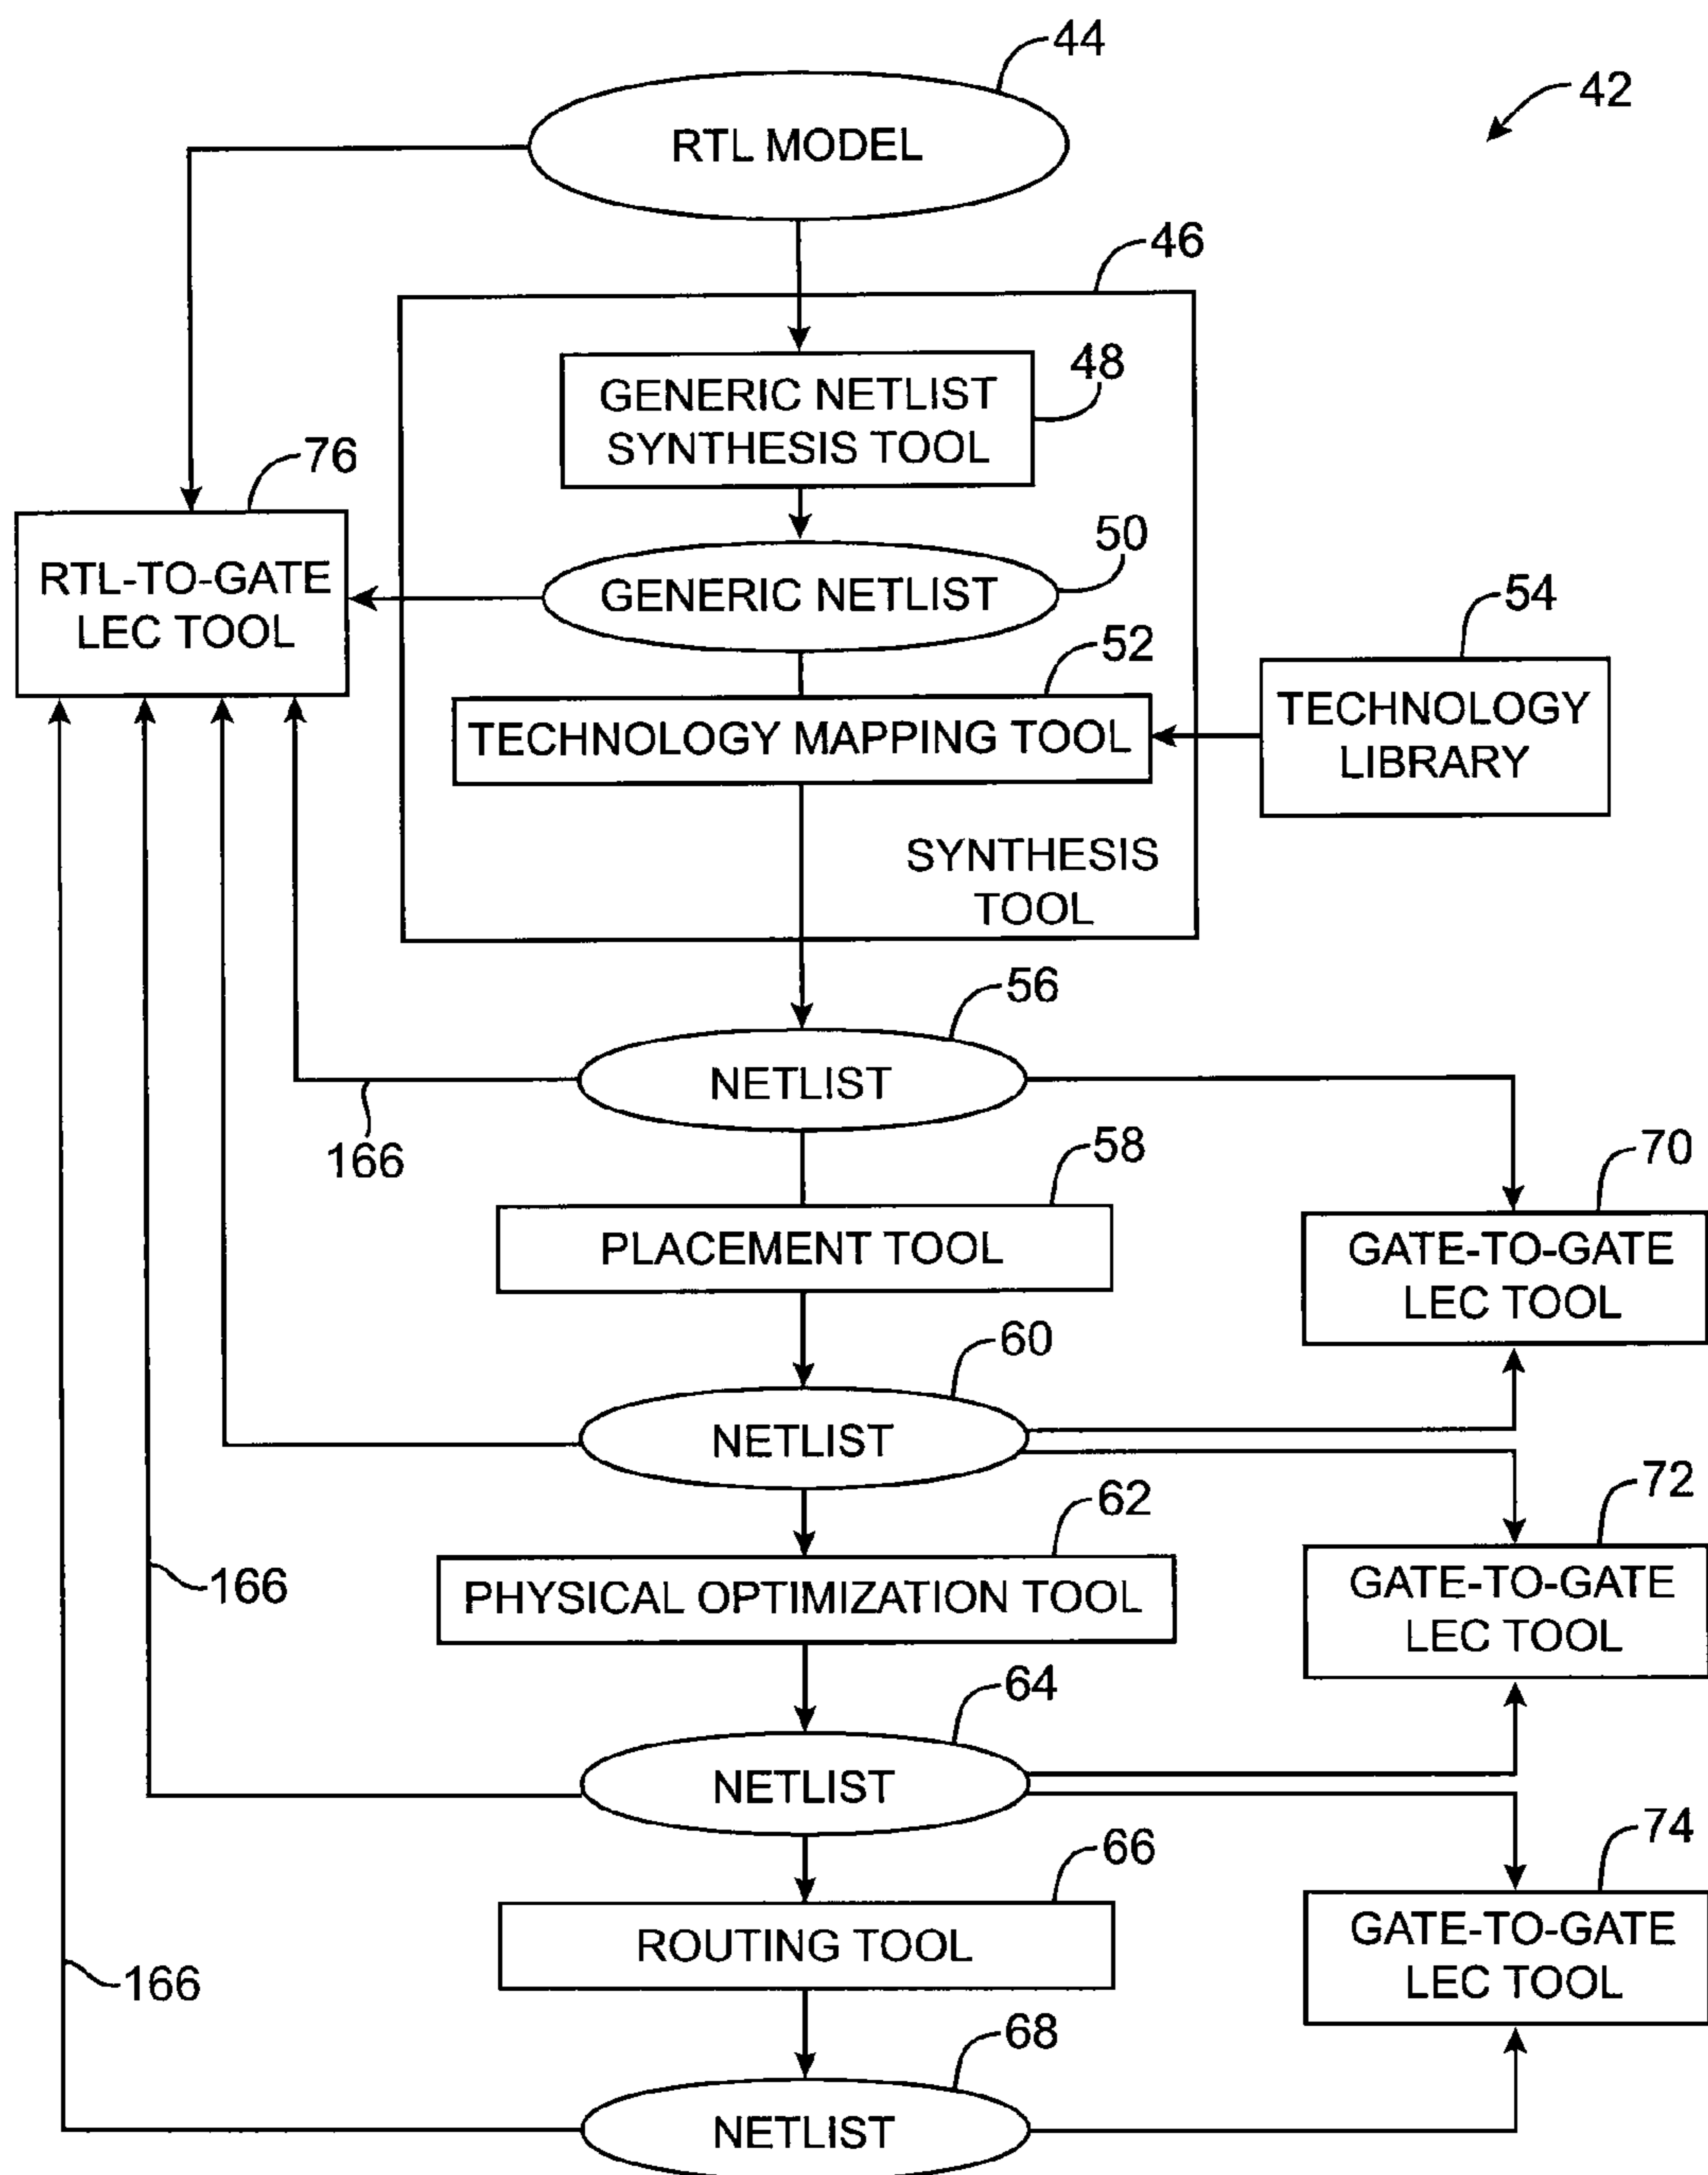 44
42
RTL MODEL
46
48
GENERIC NETLIST
SYNTHESIS TOOL
76
50
RTL-TO-GATE
LEC TOOL
GENERIC NETLIST
54
52
TECHNOLOGY MAPPING TOOL
TECHNOLOGY
LIBRARY
SYNTHESIS
TOOL
56
NETLIST
166
58
70
PLACEMENT TOOL
GATE-TO-GATE
LEC TOOL
60
NETLIST
62
72
166
PHYSICAL OPTIMIZATION TOOL
GATE-TO-GATE
LEC TOOL
64
NETLIST
66
74
ROUTING TOOL
GATE-TO-GATE
LEC TOOL
166
68
NETLIST